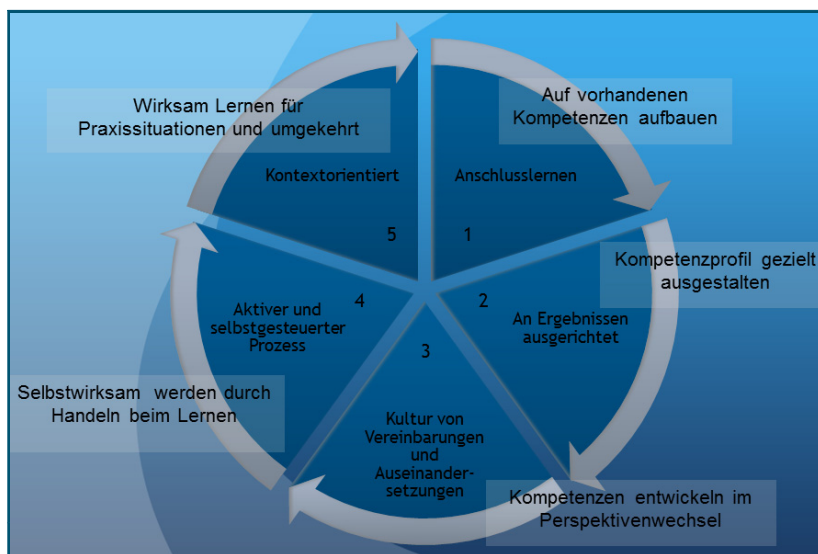 Wirksam Lernen für
Praxissituationen und umgekehrt
Auf vorhandenen
Kompetenzen aufbauen
Kontextorientiert
5
Anschlusslernen
1
Kompetenzprofil gezielt
ausgestalten
2
An Ergebnissen
ausgerichtet
4
Aktiver und
selbstgesteuerter
Prozess
3
Kultur von
Vereinbarungen
und
Auseinander-
setzungen
Selbstwirksam werden durch
Handeln beim Lernen
Kompetenzen entwickeln im
Perspektivenwechsel